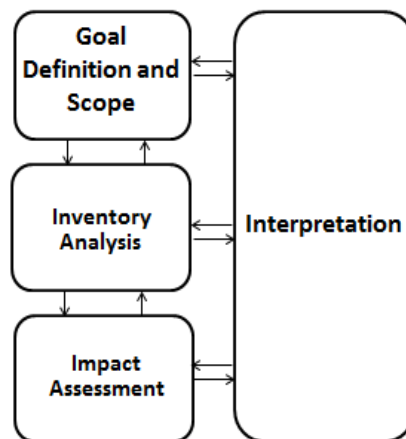 Goal
Definition and
Scope
Inventory
Analysis
Interpretation
Impact
Assessment